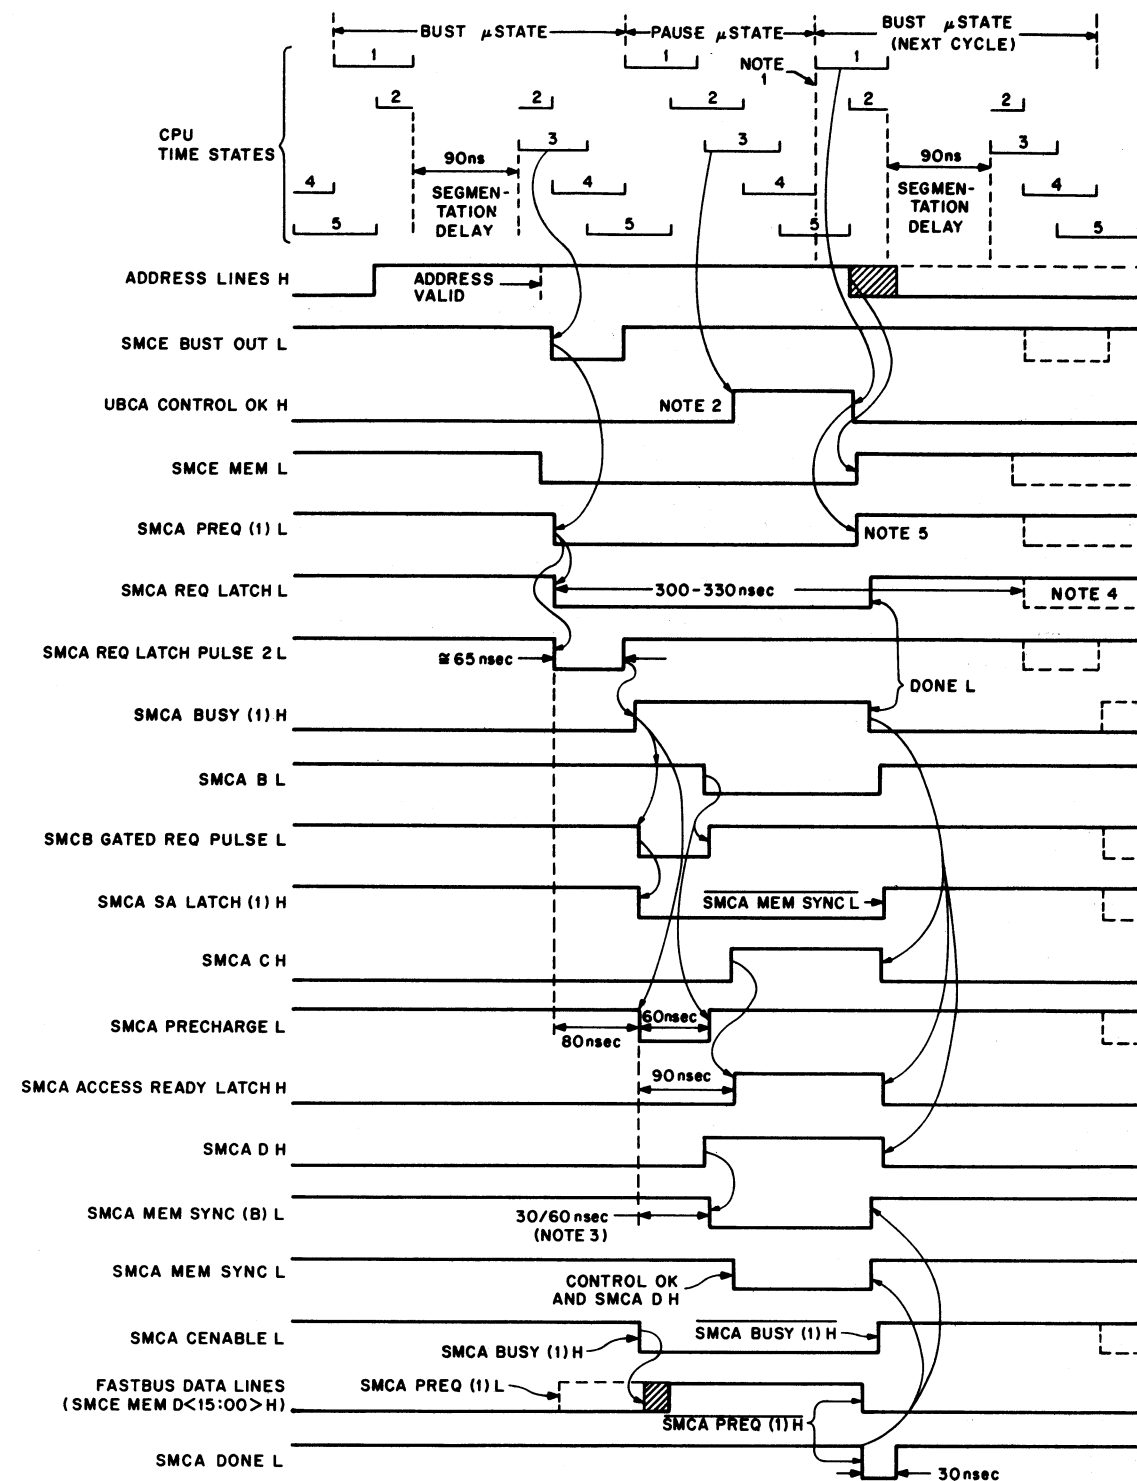 BUST μSTATE
PAUSE μSTATE
BUST μSTATE
(NEXT CYCLE)
1
1
NOTE
1
1
2
2
2
2
2
CPU
TIME STATES
3
3
3
90ns
90ns
4
4
4
4
SEGMEN-
TATION
DELAY
SEGMEN-
TATION
DELAY
5
5
5
5
ADDRESS LINES H
ADDRESS
VALID
SMCE BUST OUT L
UBCA CONTROL OK H
NOTE 2
SMCE MEM L
SMCA PREQ (1) L
NOTE 5
SMCA REQ LATCH L
300-330nsec
NOTE 4
SMCA REQ LATCH PULSE 2 L
≅65nsec
DONE L
SMCA BUSY (1) H
SMCA B L
SMCB GATED REQ PULSE L
SMCA SA LATCH (1) H
SMCA MEM SYNC L
SMCA C H
SMCA PRECHARGE L
60nsec
80nsec
SMCA ACCESS READY LATCH H
90nsec
SMCA D H
SMCA MEM SYNC (B) L
30/60 nsec
(NOTE 3)
SMCA MEM SYNC L
CONTROL OK
AND SMCA D H
SMCA CENABLE L
SMCA BUSY (1) H
SMCA BUSY (1) H
FASTBUS DATA LINES
(SMCE MEM D<15:00>H)
SMCA PREQ (1) L
SMCA PREQ (1) H
SMCA DONE L
30nsec